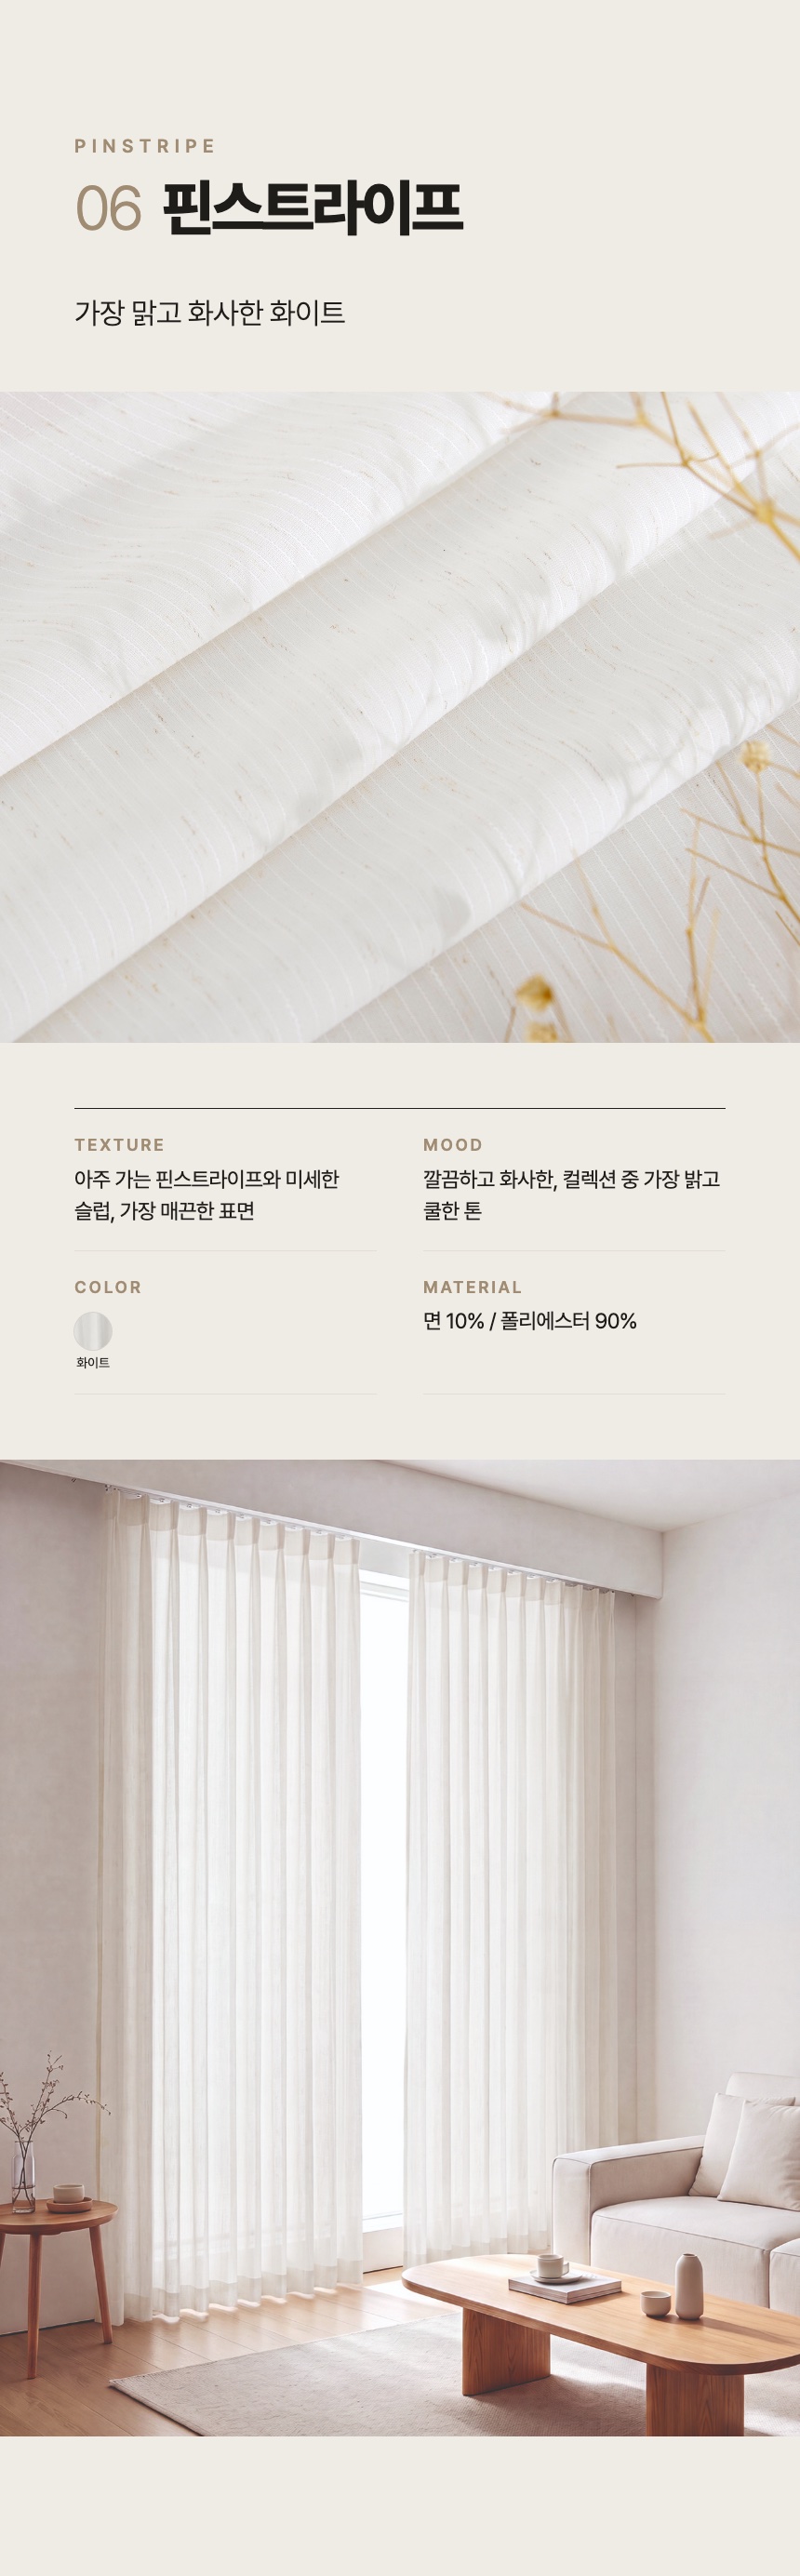 PINSTRIPE
06 핀스트라이프
가장 맑고 화사한 화이트
TEXTURE
아주 가는 핀스트라이프와 미세한
슬럽, 가장 매끈한 표면
MOOD
깔끔하고 화사한, 컬렉션 중 가장 밝고
쿨한 톤
COLOR
화이트
MATERIAL
면 10% / 폴리에스터 90%